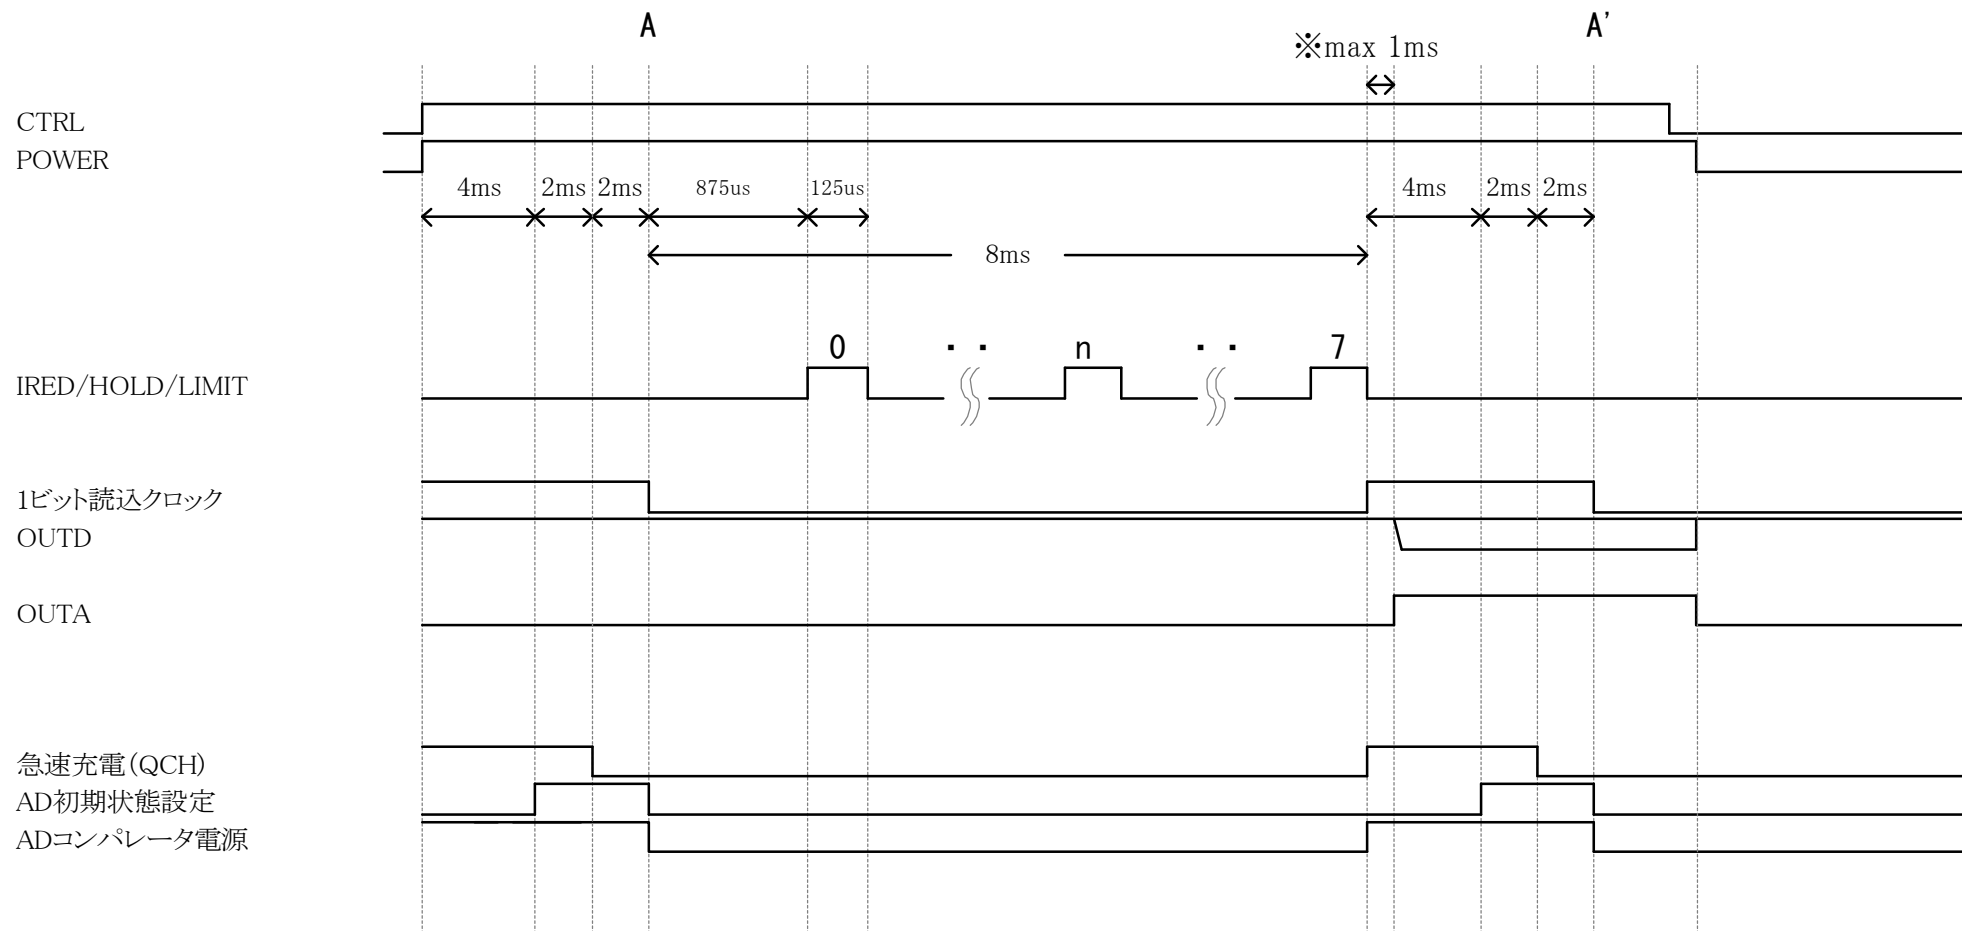 A A'
※max 1ms
CTRL
POWER
4ms 2ms 2ms 875us 125us 4ms 2ms 2ms
8ms
0 ・・ n ・・ 7
IRED/HOLD/LIMIT
1ビット読込クロック
OUTD
OUTA
急速充電(QCH)
AD初期状態設定
ADコンパレータ電源